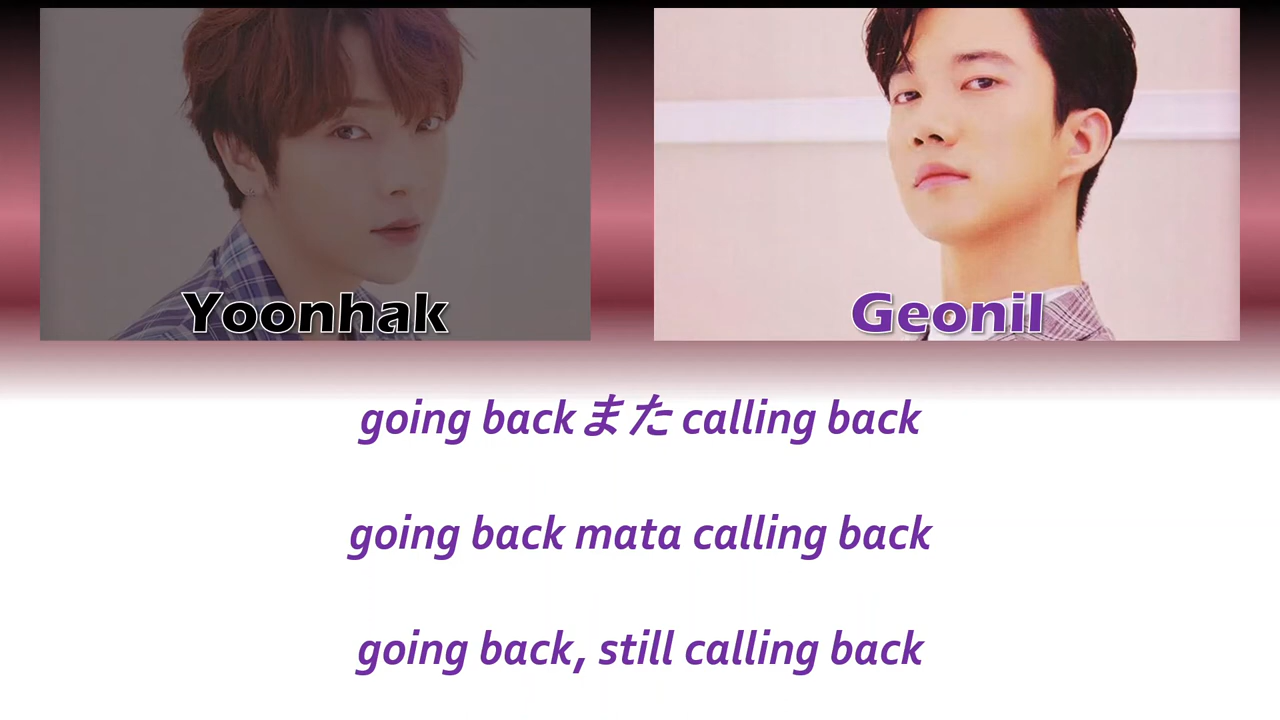 Yoonhak
Geonil
going back また calling back
going back mata calling back
going back, still calling back